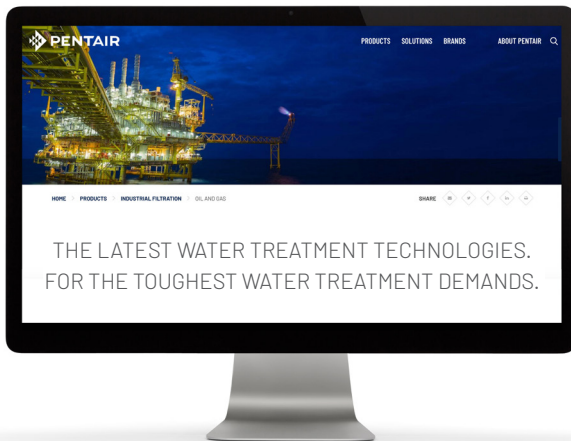 PENTAIR
PRODUCTS SOLUTIONS BRANDS ABOUT PENTAIR
HOME PRODUCTS INDUSTRIAL FILTRATION OIL AND GAS
SHARE
THE LATEST WATER TREATMENT TECHNOLOGIES.
FOR THE TOUGHEST WATER TREATMENT DEMANDS.